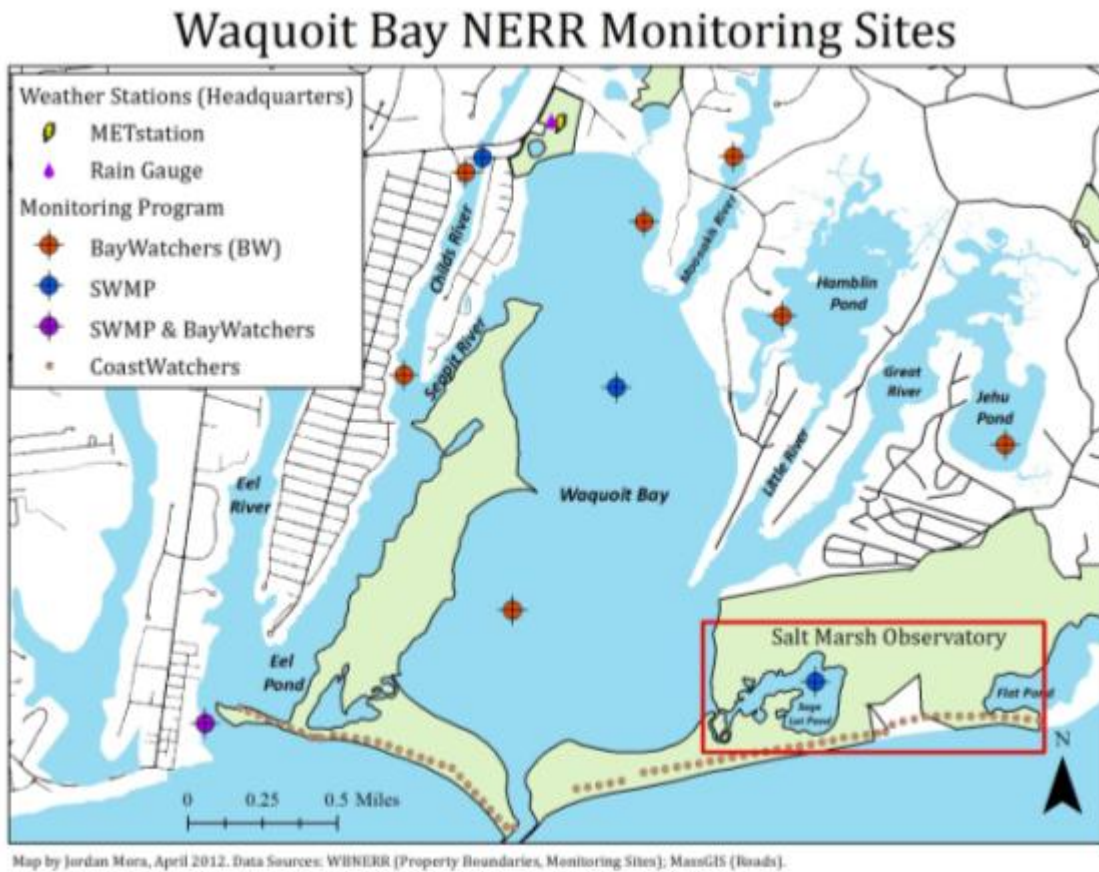 Waquoit Bay NERR Monitoring Sites
Weather Stations (Headquarters)
METstation
Rain Gauge
Monitoring Program
BayWatchers (BW)
SWMP
SWMP & BayWatchers
CoastWatchers
Childs River
Moonakis River
Seapit River
Hamblin
Pond
Great
River
Jehu
Pond
Little River
Eel
River
Waquoit Bay
Eel
Pond
Salt Marsh Observatory
Sage
Lot Pond
Flat Pond
N
0 0.25 0.5 Miles
Map by Jordan Mora, April 2012. Data Sources: WBNERR (Property Boundaries, Monitoring Sites); MassGIS (Roads).